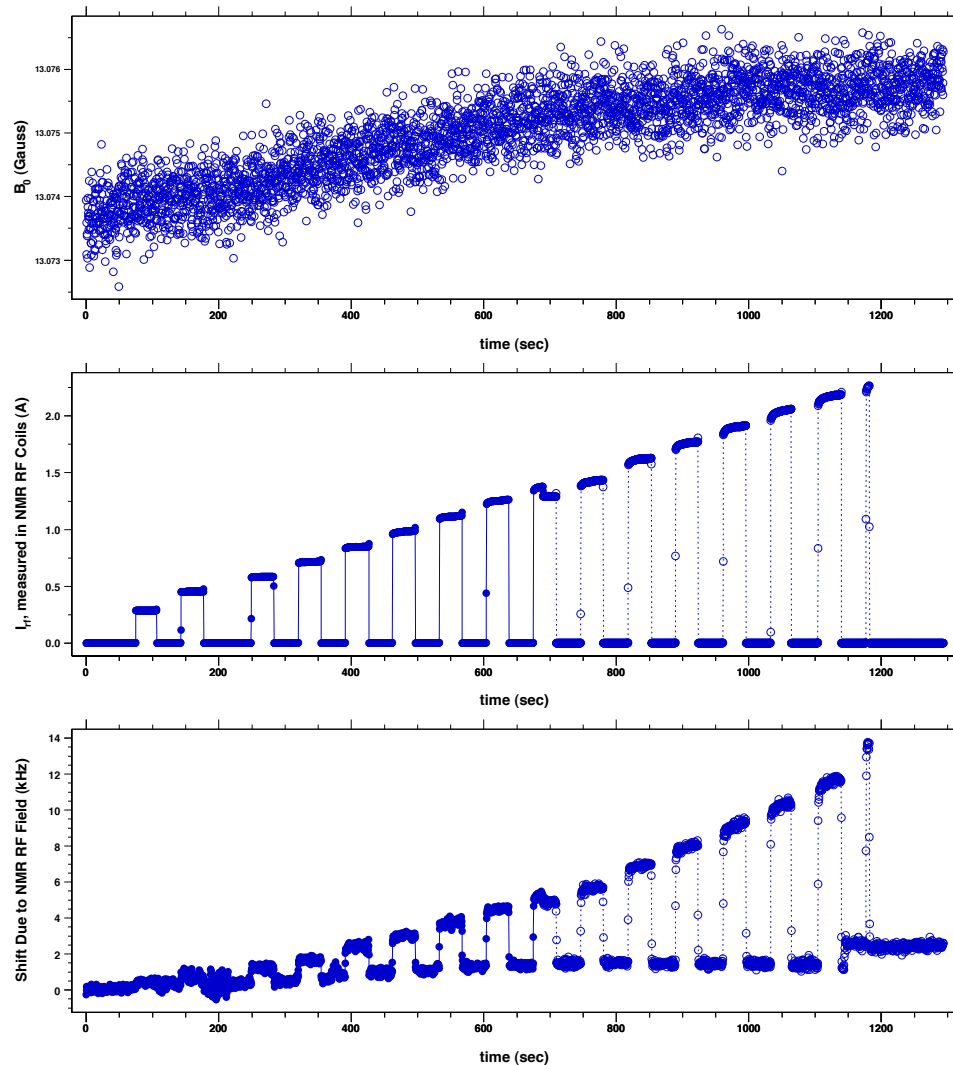 B0 (Gauss)
13.076
13.075
13.074
13.073
0 200 400 600 800 1000 1200
time (sec)
Irf, measured in NMR RF Coils (A)
2.0
1.5
1.0
0.5
0.0
0 200 400 600 800 1000 1200
time (sec)
Shift Due to NMR RF Field (kHz)
14
12
10
8
6
4
2
0
0 200 400 600 800 1000 1200
time (sec)